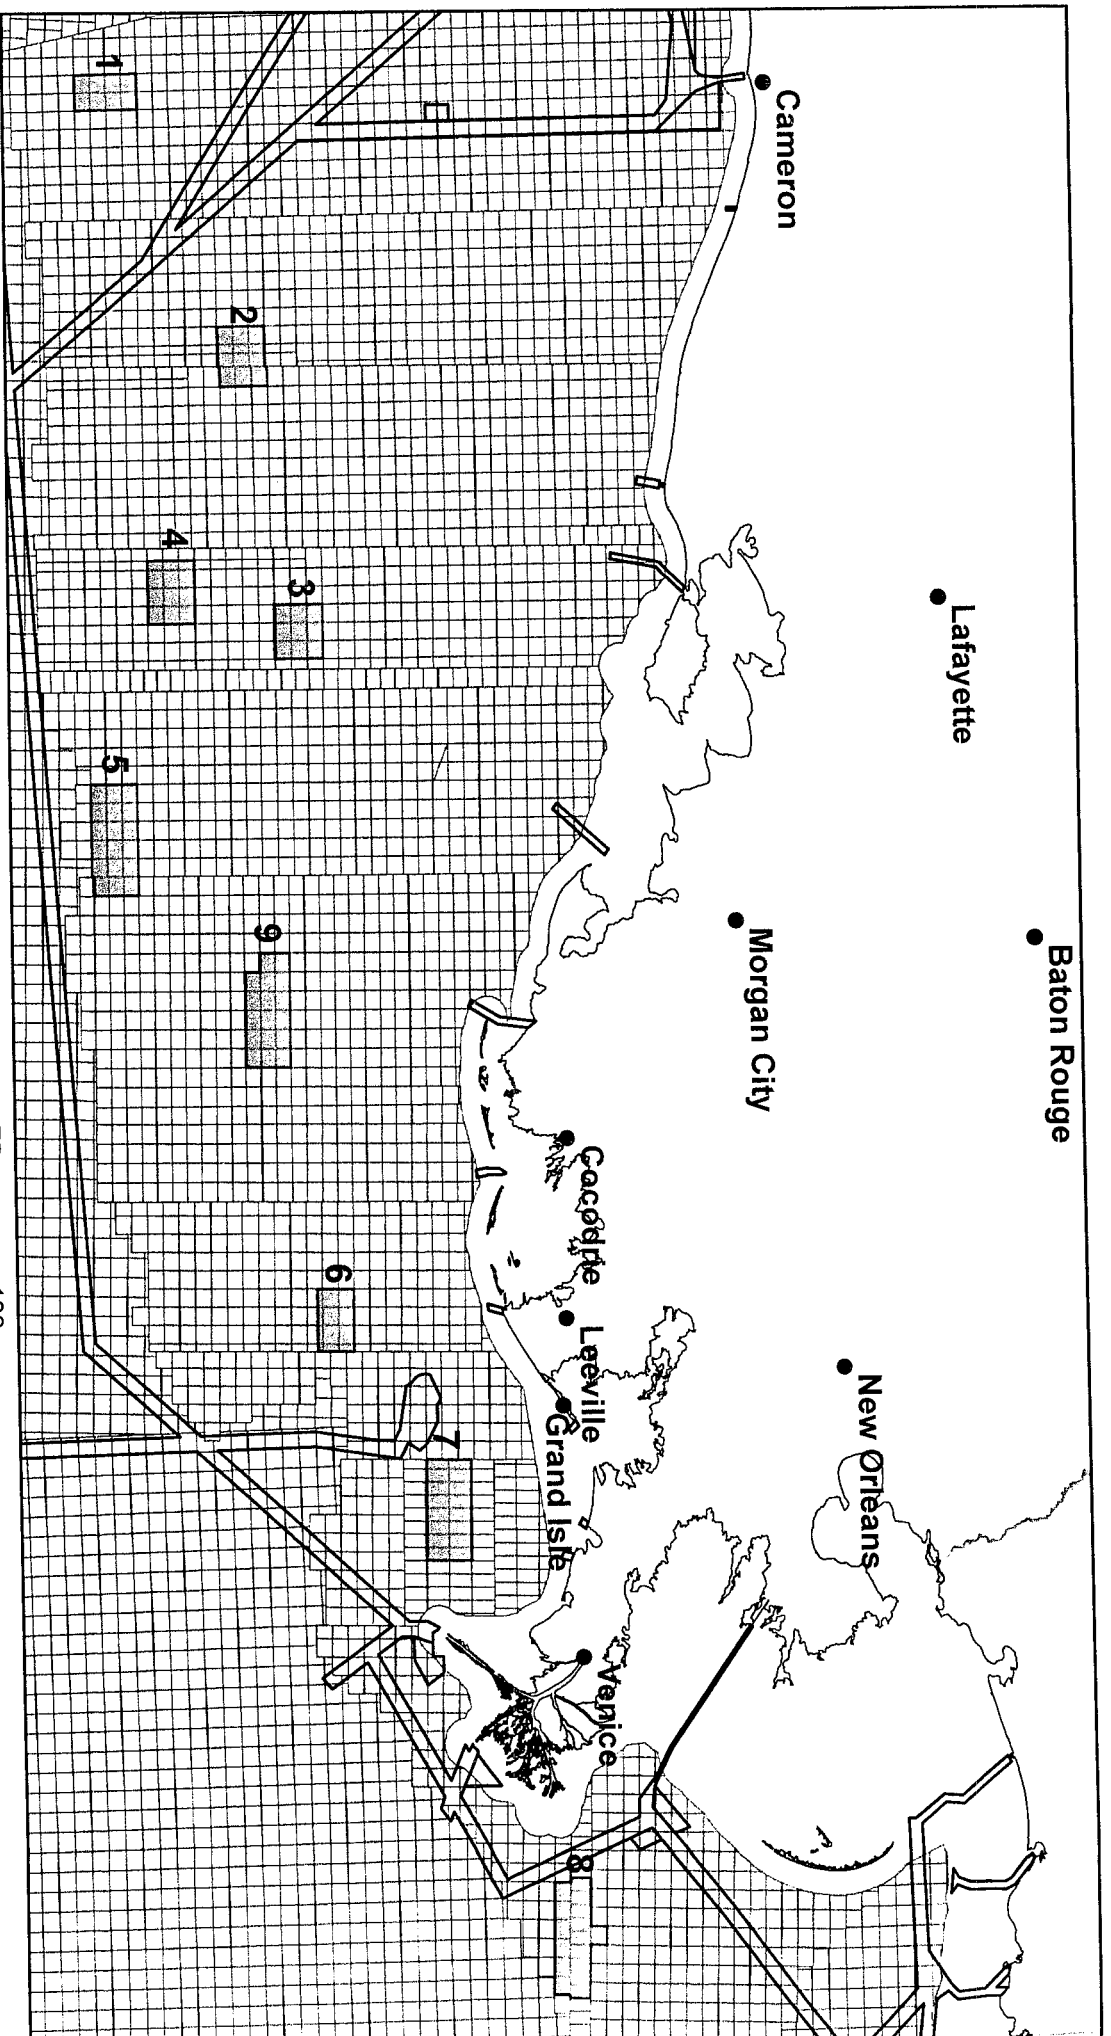 Baton Rouge
Lafayette
New Orleans
Cameron
Morgan City
Cocodrie
Leeville
Grand Isle
Venice
1
2
3
4
5
9
6
7
8